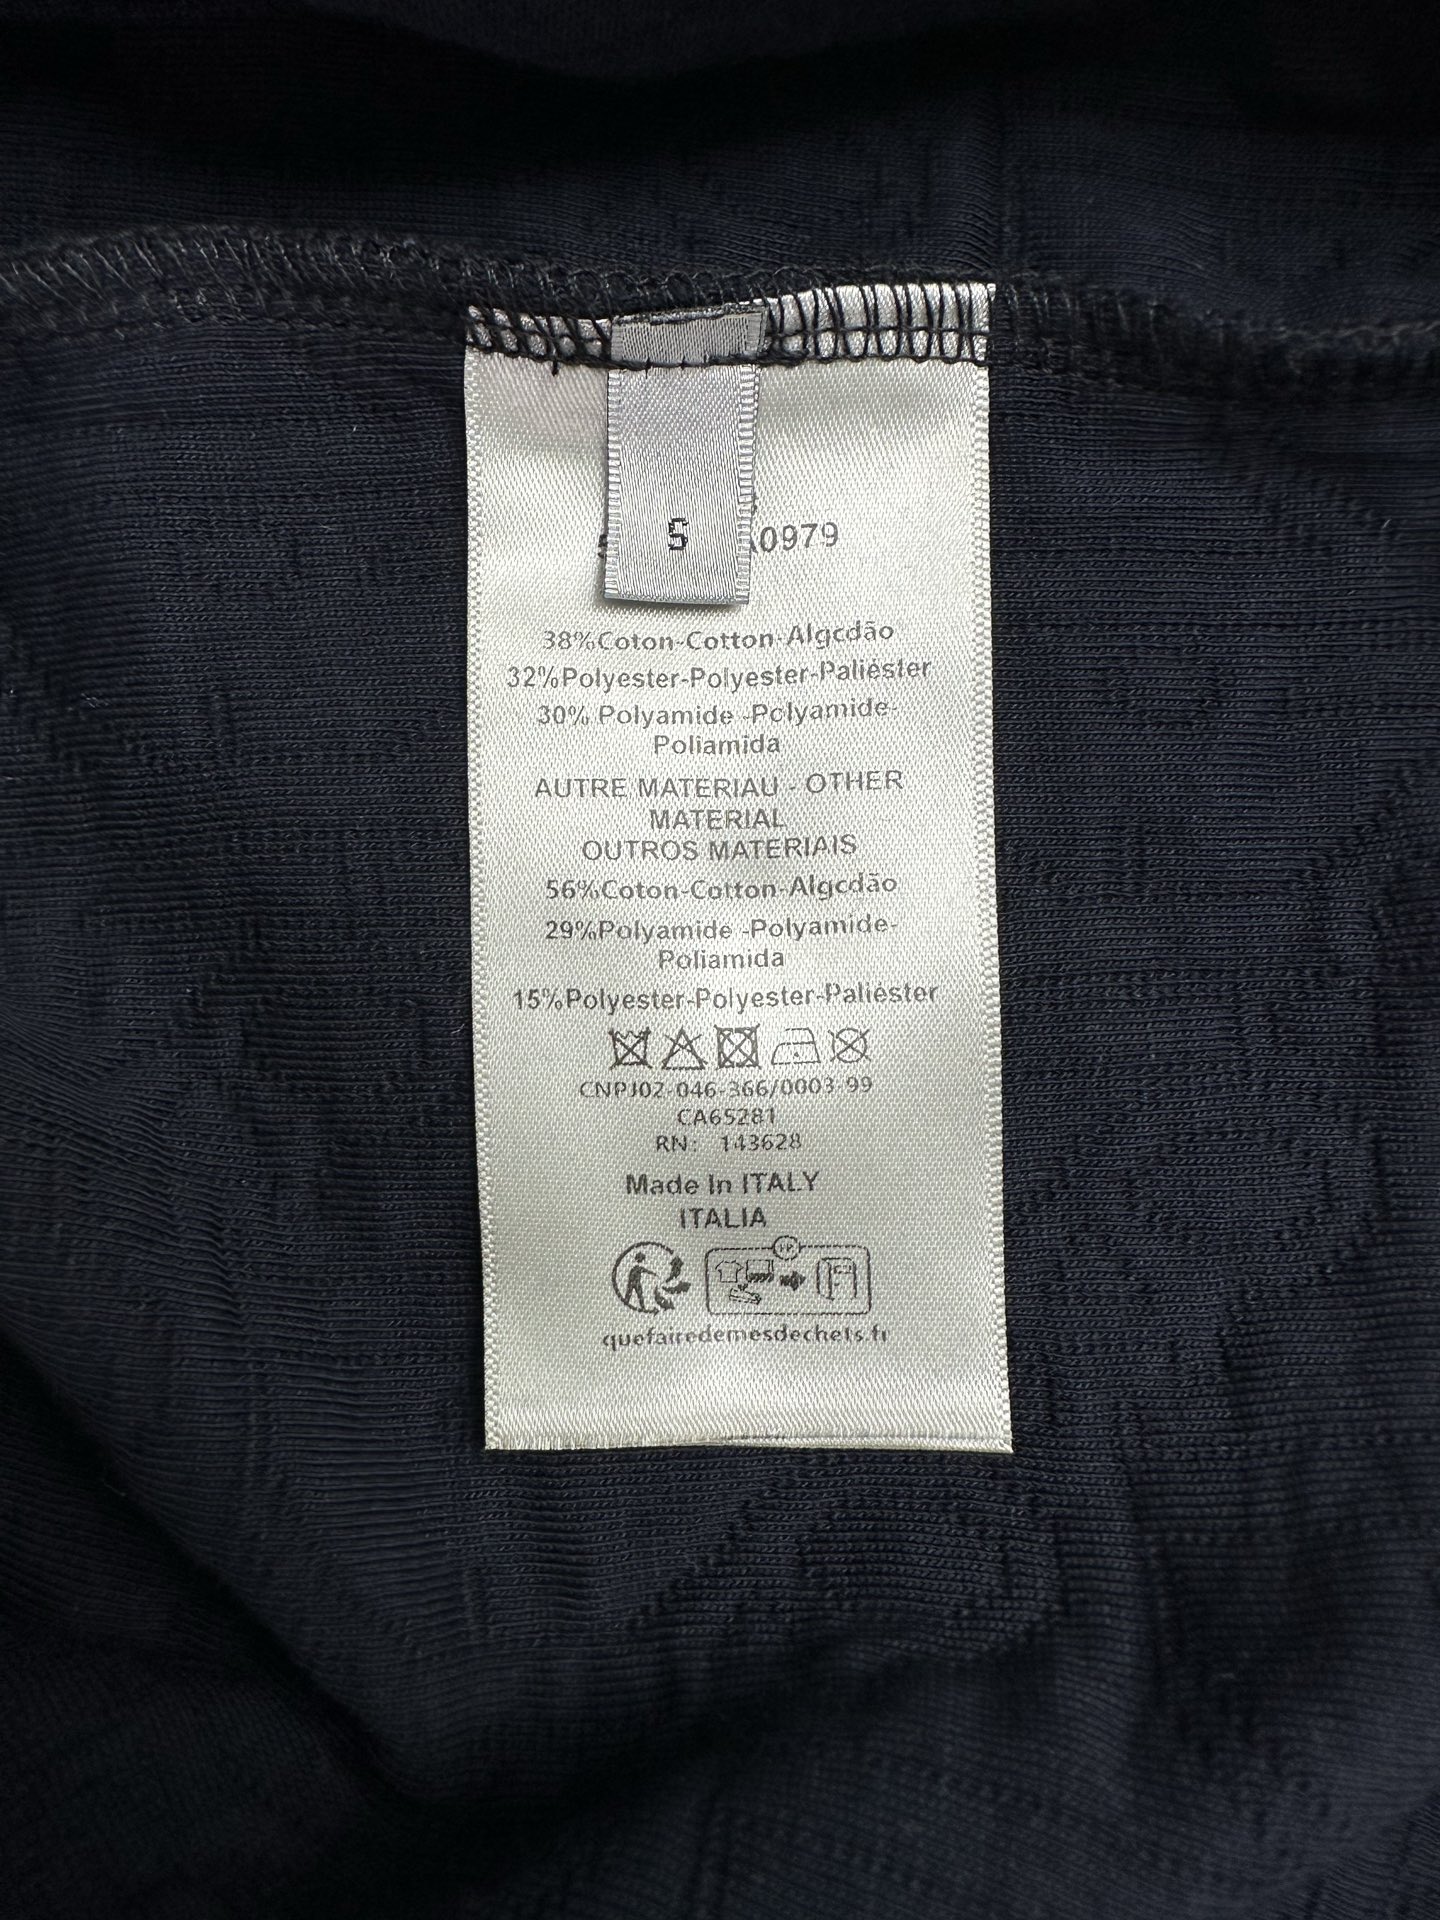 S
0979
38%Coton-Cotton-Algcdão
32%Polyester-Polyester-Paliéster
30% Polyamide -Pclyamide-
Poliamida
AUTRE MATERIAU - OTHER
MATERIAL
OUTROS MATERIAIS
56%Coton-Cotton-Algcdão
29%Polyamide -Polyamide-
Poliamida
15%Polyester-Polyester-Paliéster
CNPJ02-046-366/0003-99
CA65281
RN: 143628
Made In ITALY
ITALIA
FR
quefairedemesdechets.fr